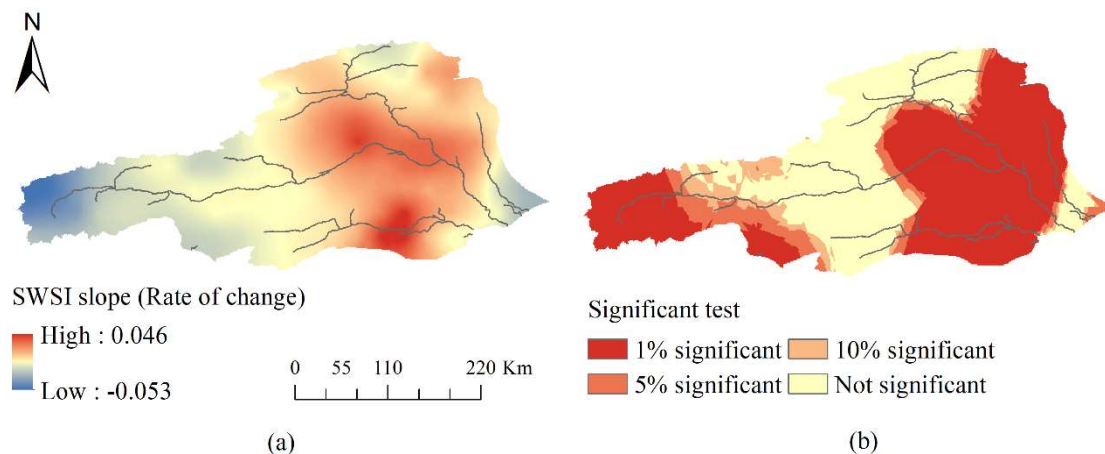 N
SWSI slope (Rate of change)
High : 0.046
Low : -0.053
0 55 110 220 Km
(a)
Significant test
1% significant 10% significant
5% significant Not significant
(b)